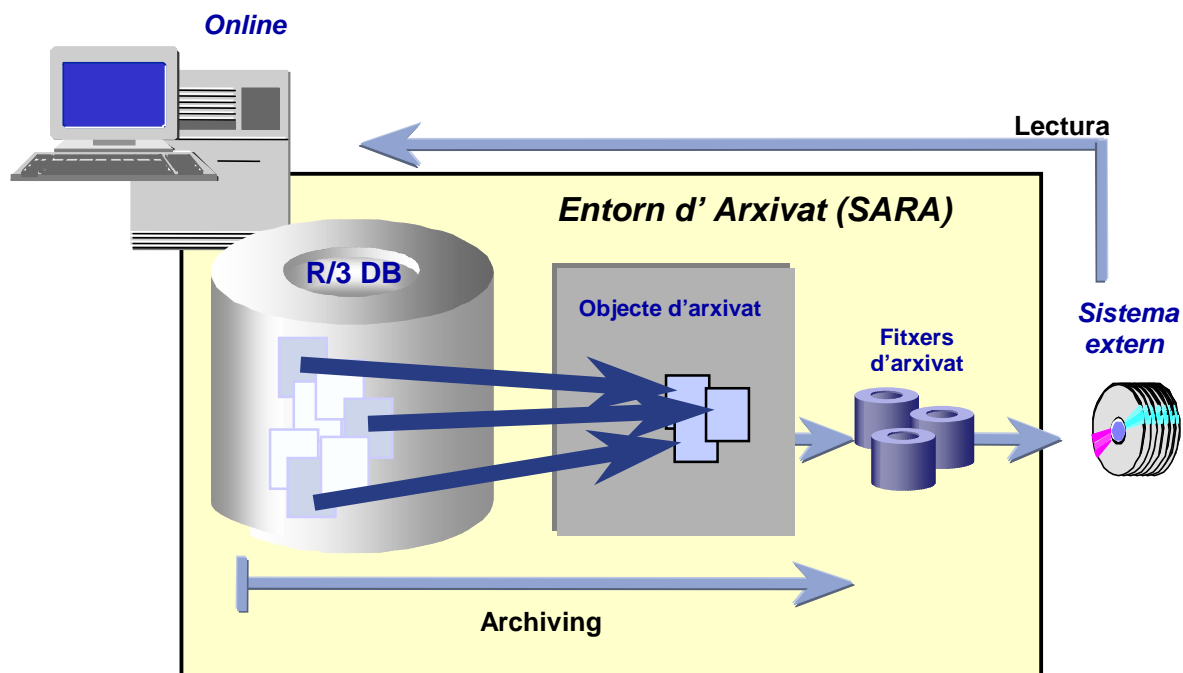 Online
Lectura
Entorn d' Arxivat (SARA)
R/3 DB
Objecte d'arxivat
Fitxers
d'arxivat
Sistema
extern
Archiving